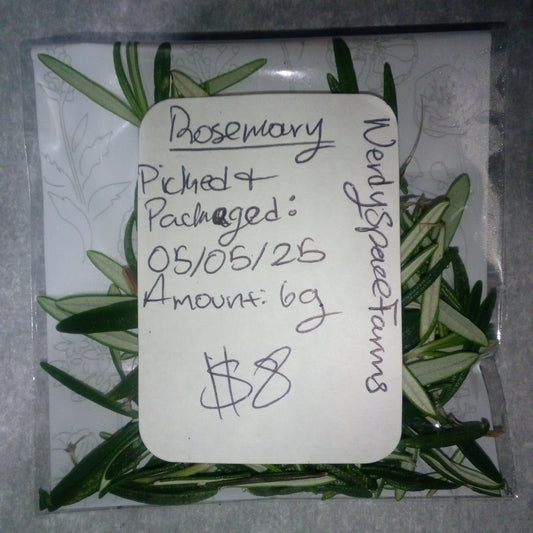 Rosemary
Picked +
Packaged:
05/05/25
Amount: 6g
$8
WendySpaceFarms